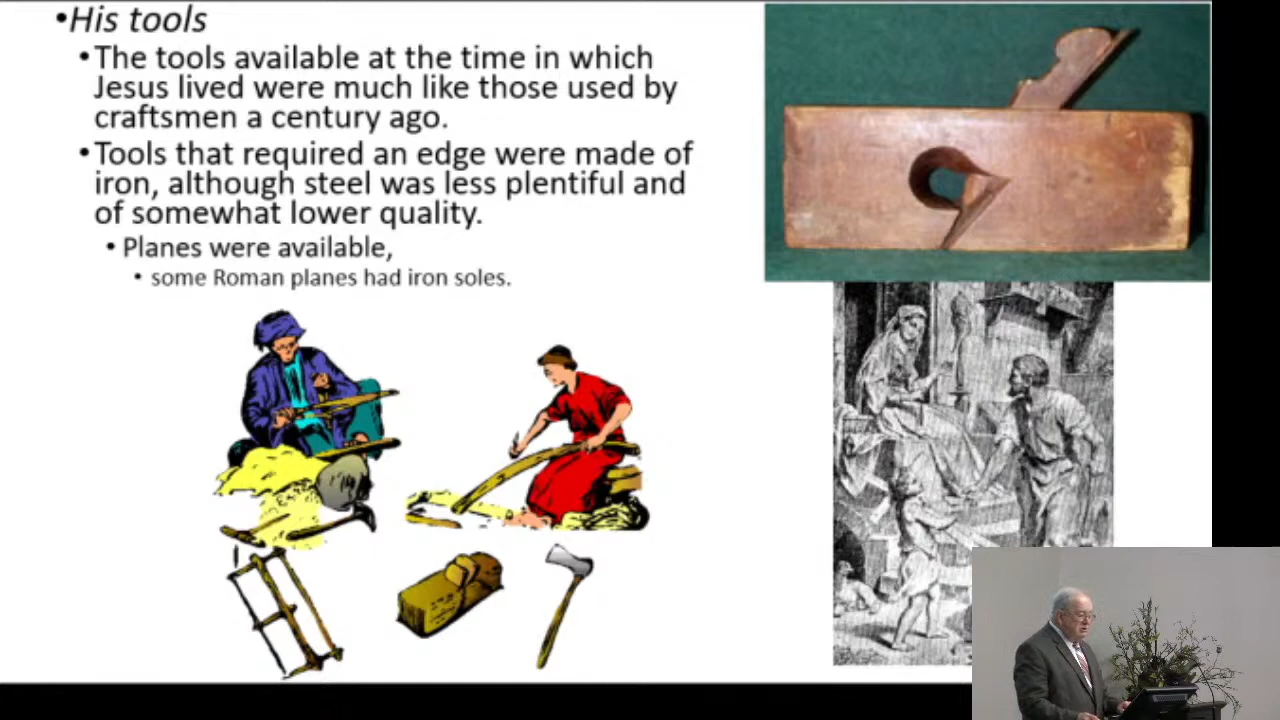 •His tools
•The tools available at the time in which
Jesus lived were much like those used by
craftsmen a century ago.
•Tools that required an edge were made of
iron, although steel was less plentiful and
of somewhat lower quality.
• Planes were available,
• some Roman planes had iron soles.